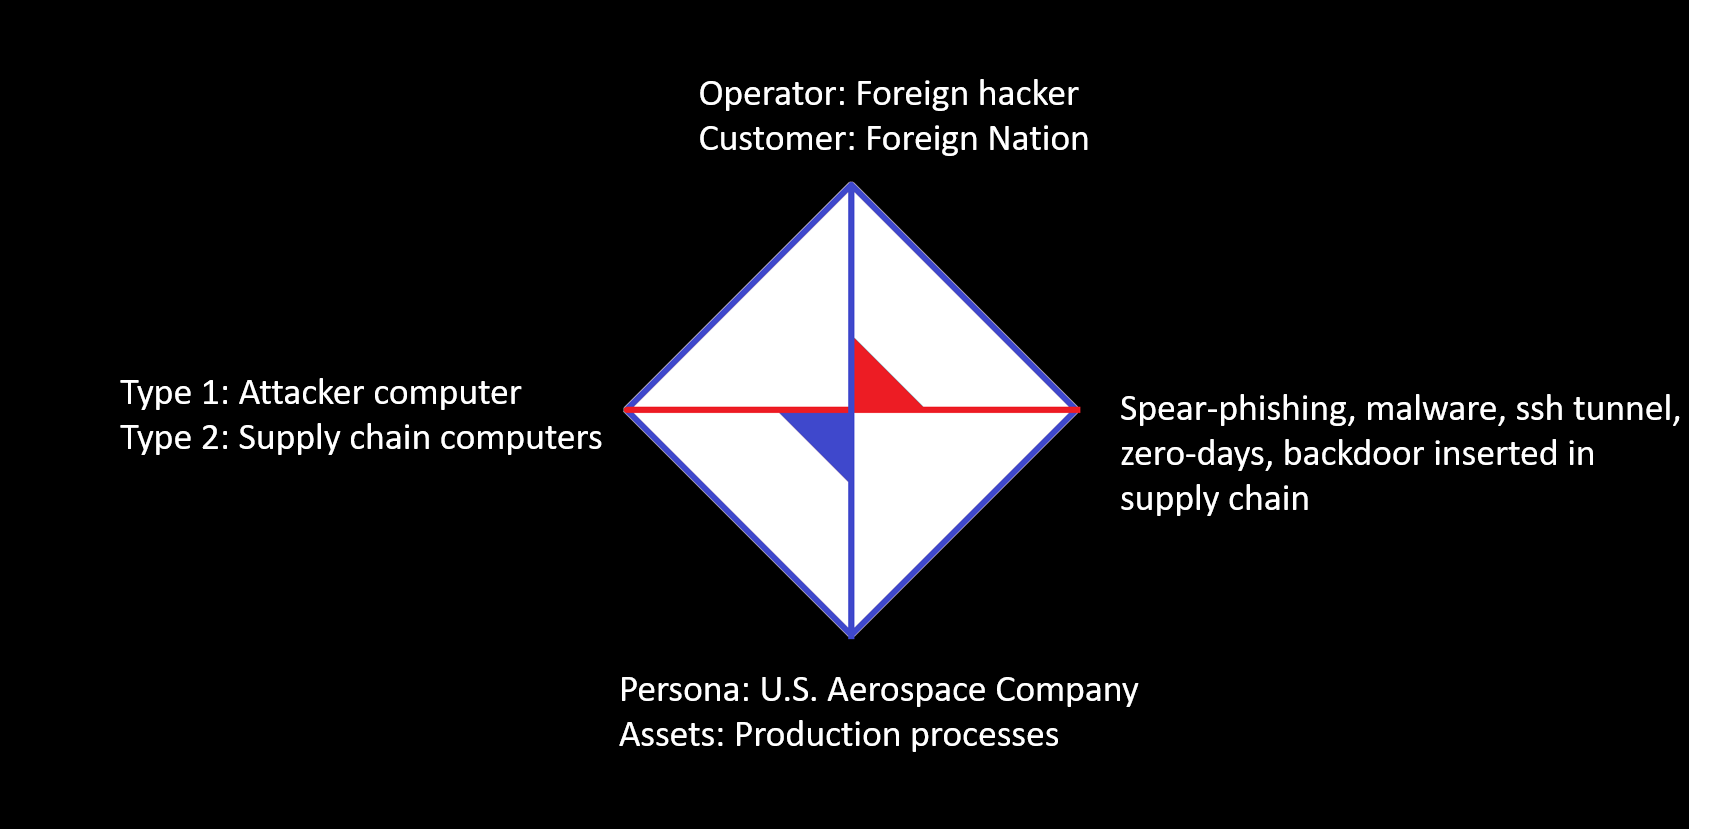 Operator: Foreign hacker
Customer: Foreign Nation
Type 1: Attacker computer
Type 2: Supply chain computers
Spear-phishing, malware, ssh tunnel,
zero-days, backdoor inserted in
supply chain
Persona: U.S. Aerospace Company
Assets: Production processes